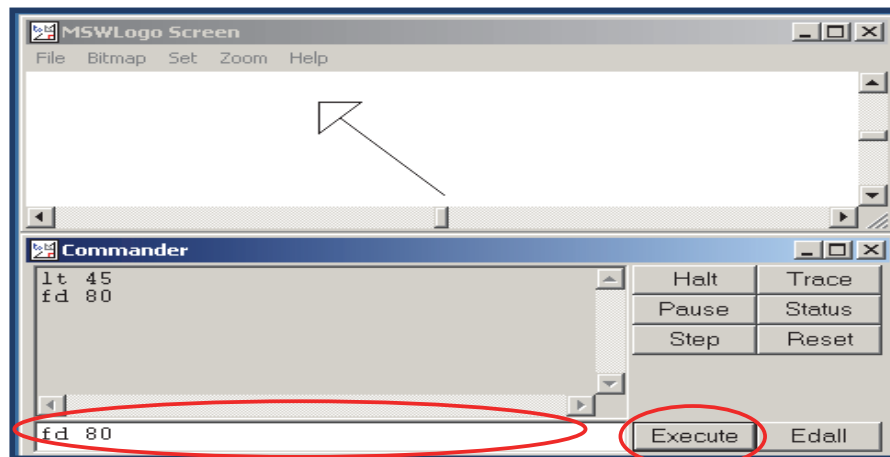 MSWLogo Screen
File Bitmap Set Zoom Help
Commander
lt 45
fd 80
Halt Trace
Pause Status
Step Reset
fd 80
Execute Edall